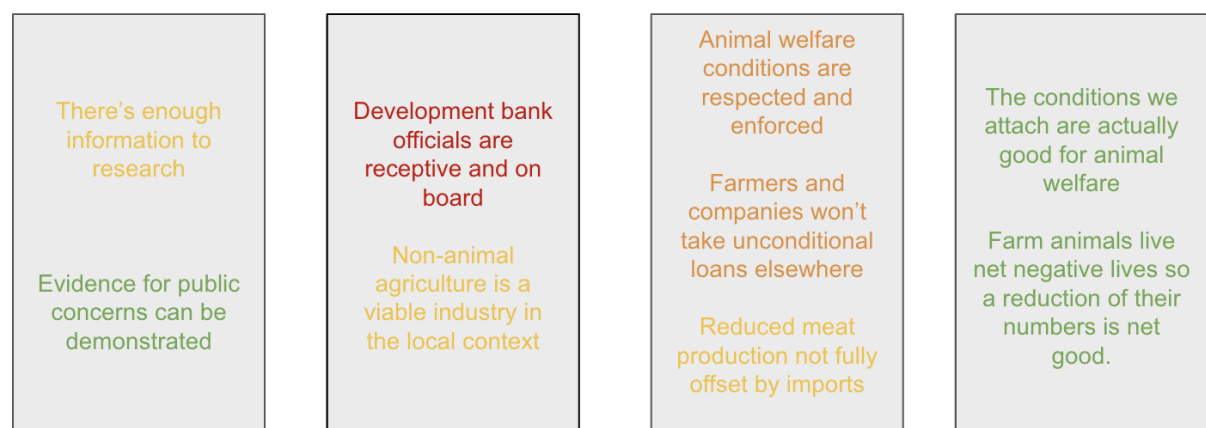 There's enough
information to
research
Evidence for public
concerns can be
demonstrated
Development bank
officials are
receptive and on
board
Non-animal
agriculture is a
viable industry in
the local context
Animal welfare
conditions are
respected and
enforced
Farmers and
companies won't
take unconditional
loans elsewhere
Reduced meat
production not fully
offset by imports
The conditions we
attach are actually
good for animal
welfare
Farm animals live
net negative lives so
a reduction of their
numbers is net
good.